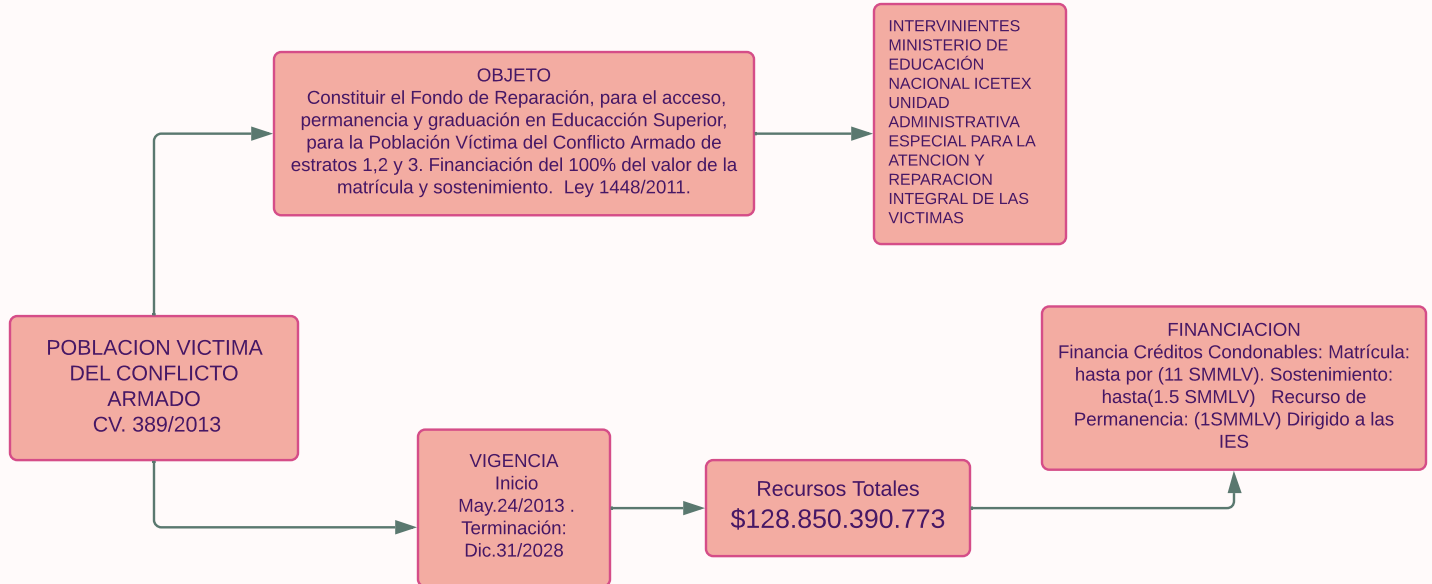 OBJETO
Constituir el Fondo de Reparación, para el acceso,
permanencia y graduación en Educacción Superior,
para la Población Víctima del Conflicto Armado de
estratos 1,2 y 3. Financiación del 100% del valor de la
matrícula y sostenimiento.  Ley 1448/2011.
INTERVINIENTES
MINISTERIO DE
EDUCACIÓN
NACIONAL ICETEX
UNIDAD
ADMINISTRATIVA
ESPECIAL PARA LA
ATENCION Y
REPARACION
INTEGRAL DE LAS
VICTIMAS
POBLACION VICTIMA
DEL CONFLICTO
ARMADO
CV. 389/2013
VIGENCIA
Inicio
May.24/2013 .
Terminación:
Dic.31/2028
Recursos Totales
$128.850.390.773
FINANCIACION
Financia Créditos Condonables: Matrícula:
hasta por (11 SMMLV). Sostenimiento:
hasta(1.5 SMMLV)   Recurso de
Permanencia: (1SMMLV) Dirigido a las
IES